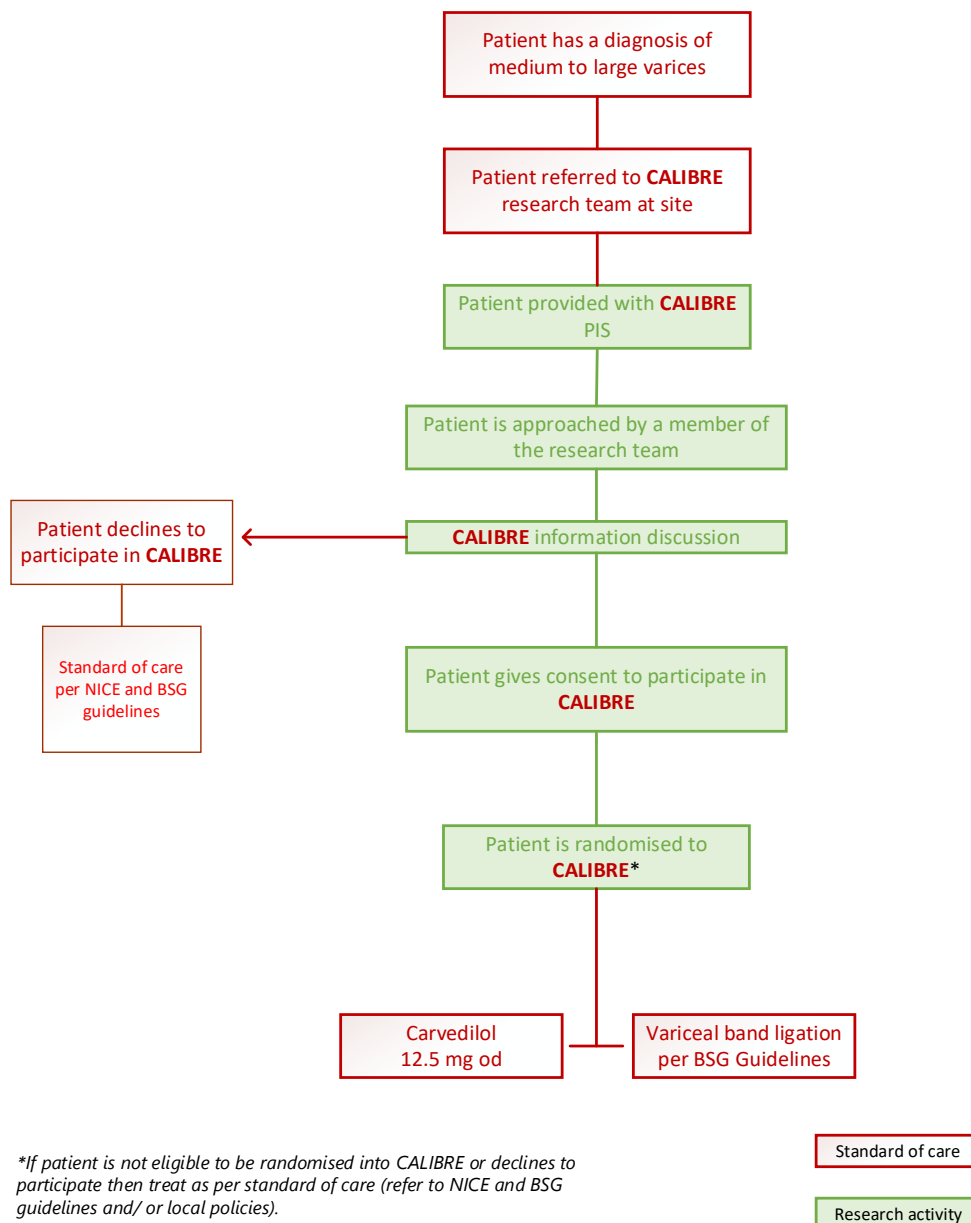 Patient has a diagnosis of
medium to large varices
Patient referred to CALIBRE
research team at site
Patient provided with CALIBRE
PIS
Patient is approached by a member of
the research team
CALIBRE information discussion
Patient declines to
participate in CALIBRE
Standard of care
per NICE and BSG
guidelines
Patient gives consent to participate in
CALIBRE
Patient is randomised to
CALIBRE*
Carvedilol
12.5 mg od
Variceal band ligation
per BSG Guidelines
*If patient is not eligible to be randomised into CALIBRE or declines to
participate then treat as per standard of care (refer to NICE and BSG
guidelines and/ or local policies).
Standard of care
Research activity